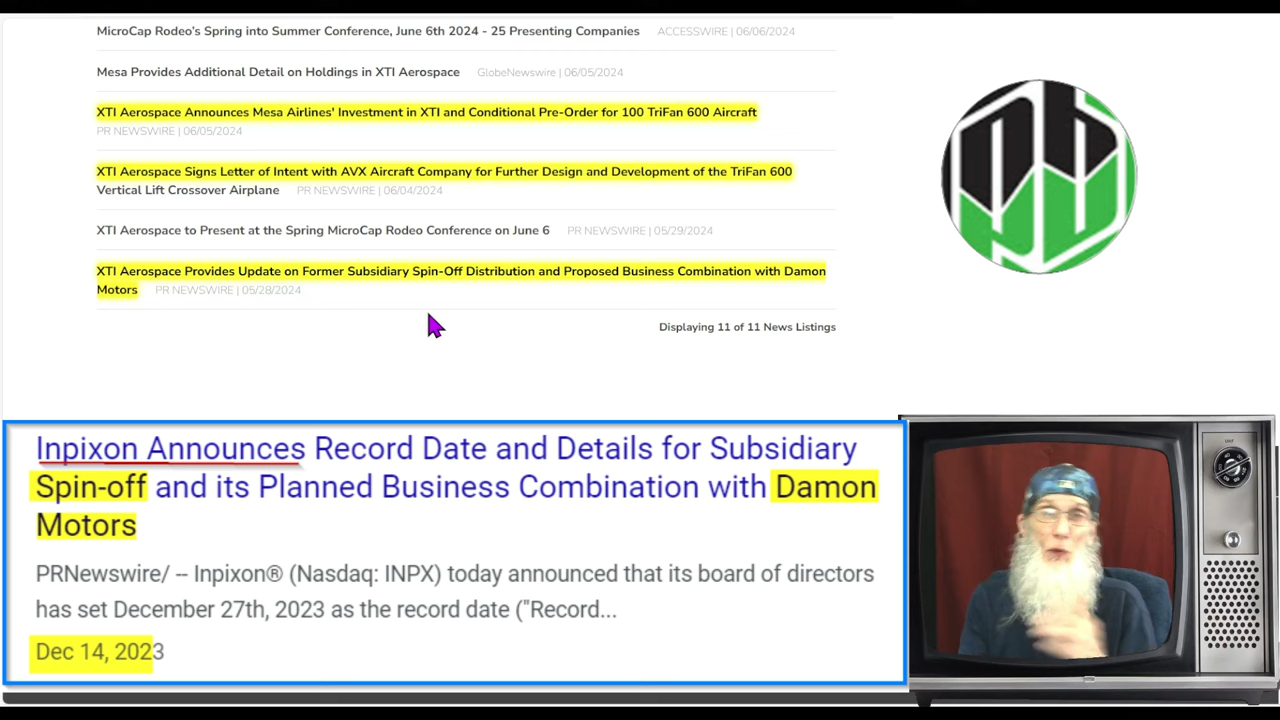 MicroCap Rodeo's Spring into Summer Conference, June 6th 2024 - 25 Presenting Companies ACCESSWIRE | 06/06/2024
Mesa Provides Additional Detail on Holdings in XTI Aerospace GlobeNewswire | 06/05/2024
XTI Aerospace Announces Mesa Airlines' Investment in XTI and Conditional Pre-Order for 100 TriFan 600 Aircraft
PR NEWSWIRE | 06/05/2024
XTI Aerospace Signs Letter of Intent with AVX Aircraft Company for Further Design and Development of the TriFan 600
Vertical Lift Crossover Airplane PR NEWSWIRE | 06/04/2024
XTI Aerospace to Present at the Spring MicroCap Rodeo Conference on June 6 PR NEWSWIRE | 05/29/2024
XTI Aerospace Provides Update on Former Subsidiary Spin-Off Distribution and Proposed Business Combination with Damon
Motors PR NEWSWIRE | 05/28/2024
Displaying 11 of 11 News Listings
Inpixon Announces Record Date and Details for Subsidiary
Spin-off and its Planned Business Combination with Damon
Motors
PRNewswire/ -- Inpixon® (Nasdaq: INPX) today announced that its board of directors
has set December 27th, 2023 as the record date ("Record...
Dec 14, 2023